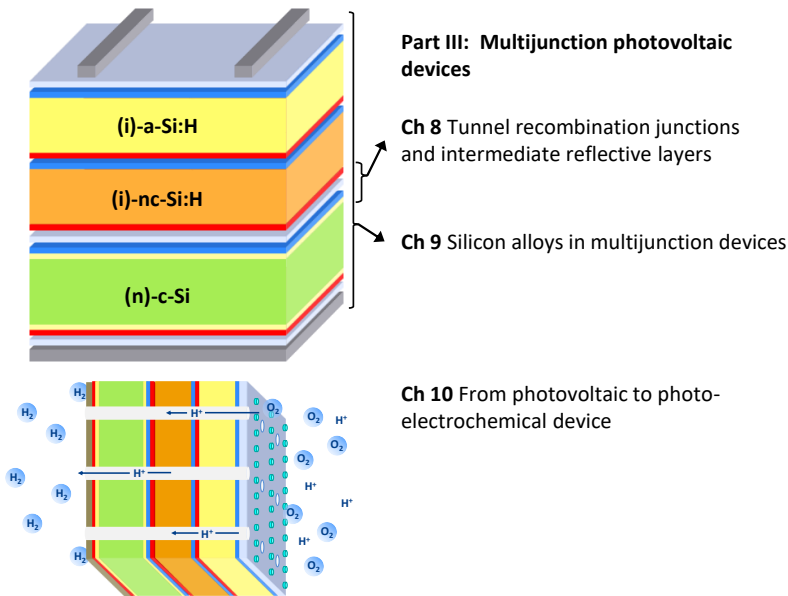 Part III: Multijunction photovoltaic
devices
(i)-a-Si:H
Ch 8 Tunnel recombination junctions
and intermediate reflective layers
(i)-nc-Si:H
Ch 9 Silicon alloys in multijunction devices
(n)-c-Si
Ch 10 From photovoltaic to photo-
electrochemical device
H₂
H₂
H₂
H₂
H₂
H₂
H₂
H⁺
H⁺
H⁺
O₂
O₂
H⁺
O₂
O₂
H⁺
H⁺
O₂
O₂
H⁺
O₂